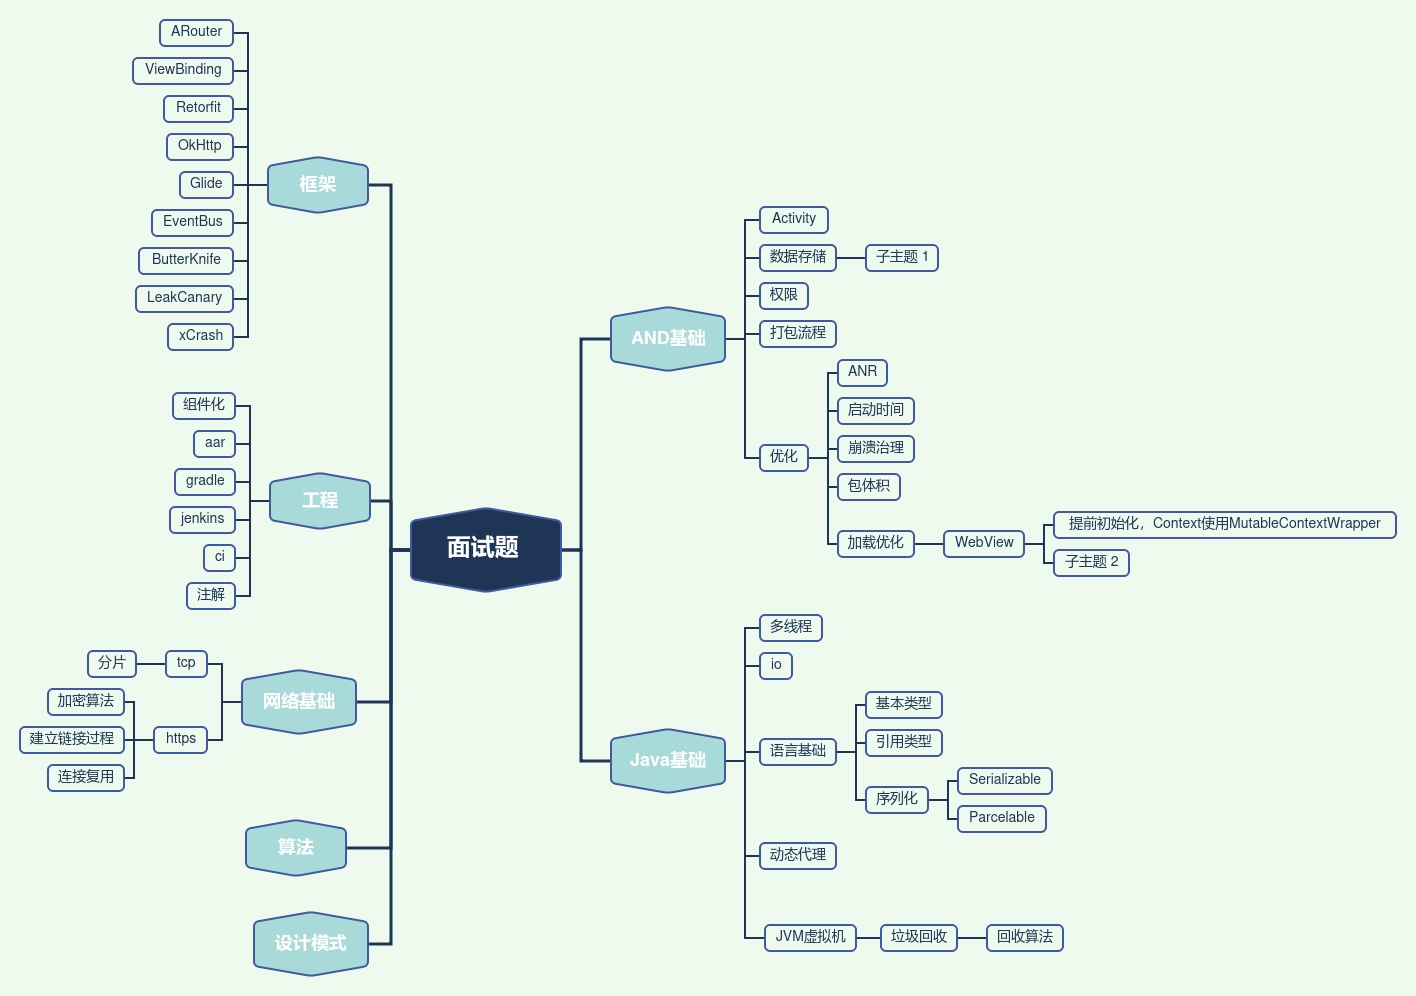 面试题
AND基础
Activity
数据存储
子主题 1
权限
打包流程
优化
ANR
启动时间
崩溃治理
包体积
加载优化
WebView
提前初始化，Context使用MutableContextWrapper
子主题 2
Java基础
多线程
io
语言基础
基本类型
引用类型
序列化
Serializable
Parcelable
动态代理
JVM虚拟机
垃圾回收
回收算法
框架
ARouter
ViewBinding
Retorfit
OkHttp
Glide
EventBus
ButterKnife
LeakCanary
xCrash
工程
组件化
aar
gradle
jenkins
ci
注解
网络基础
tcp
分片
https
加密算法
建立链接过程
连接复用
算法
设计模式